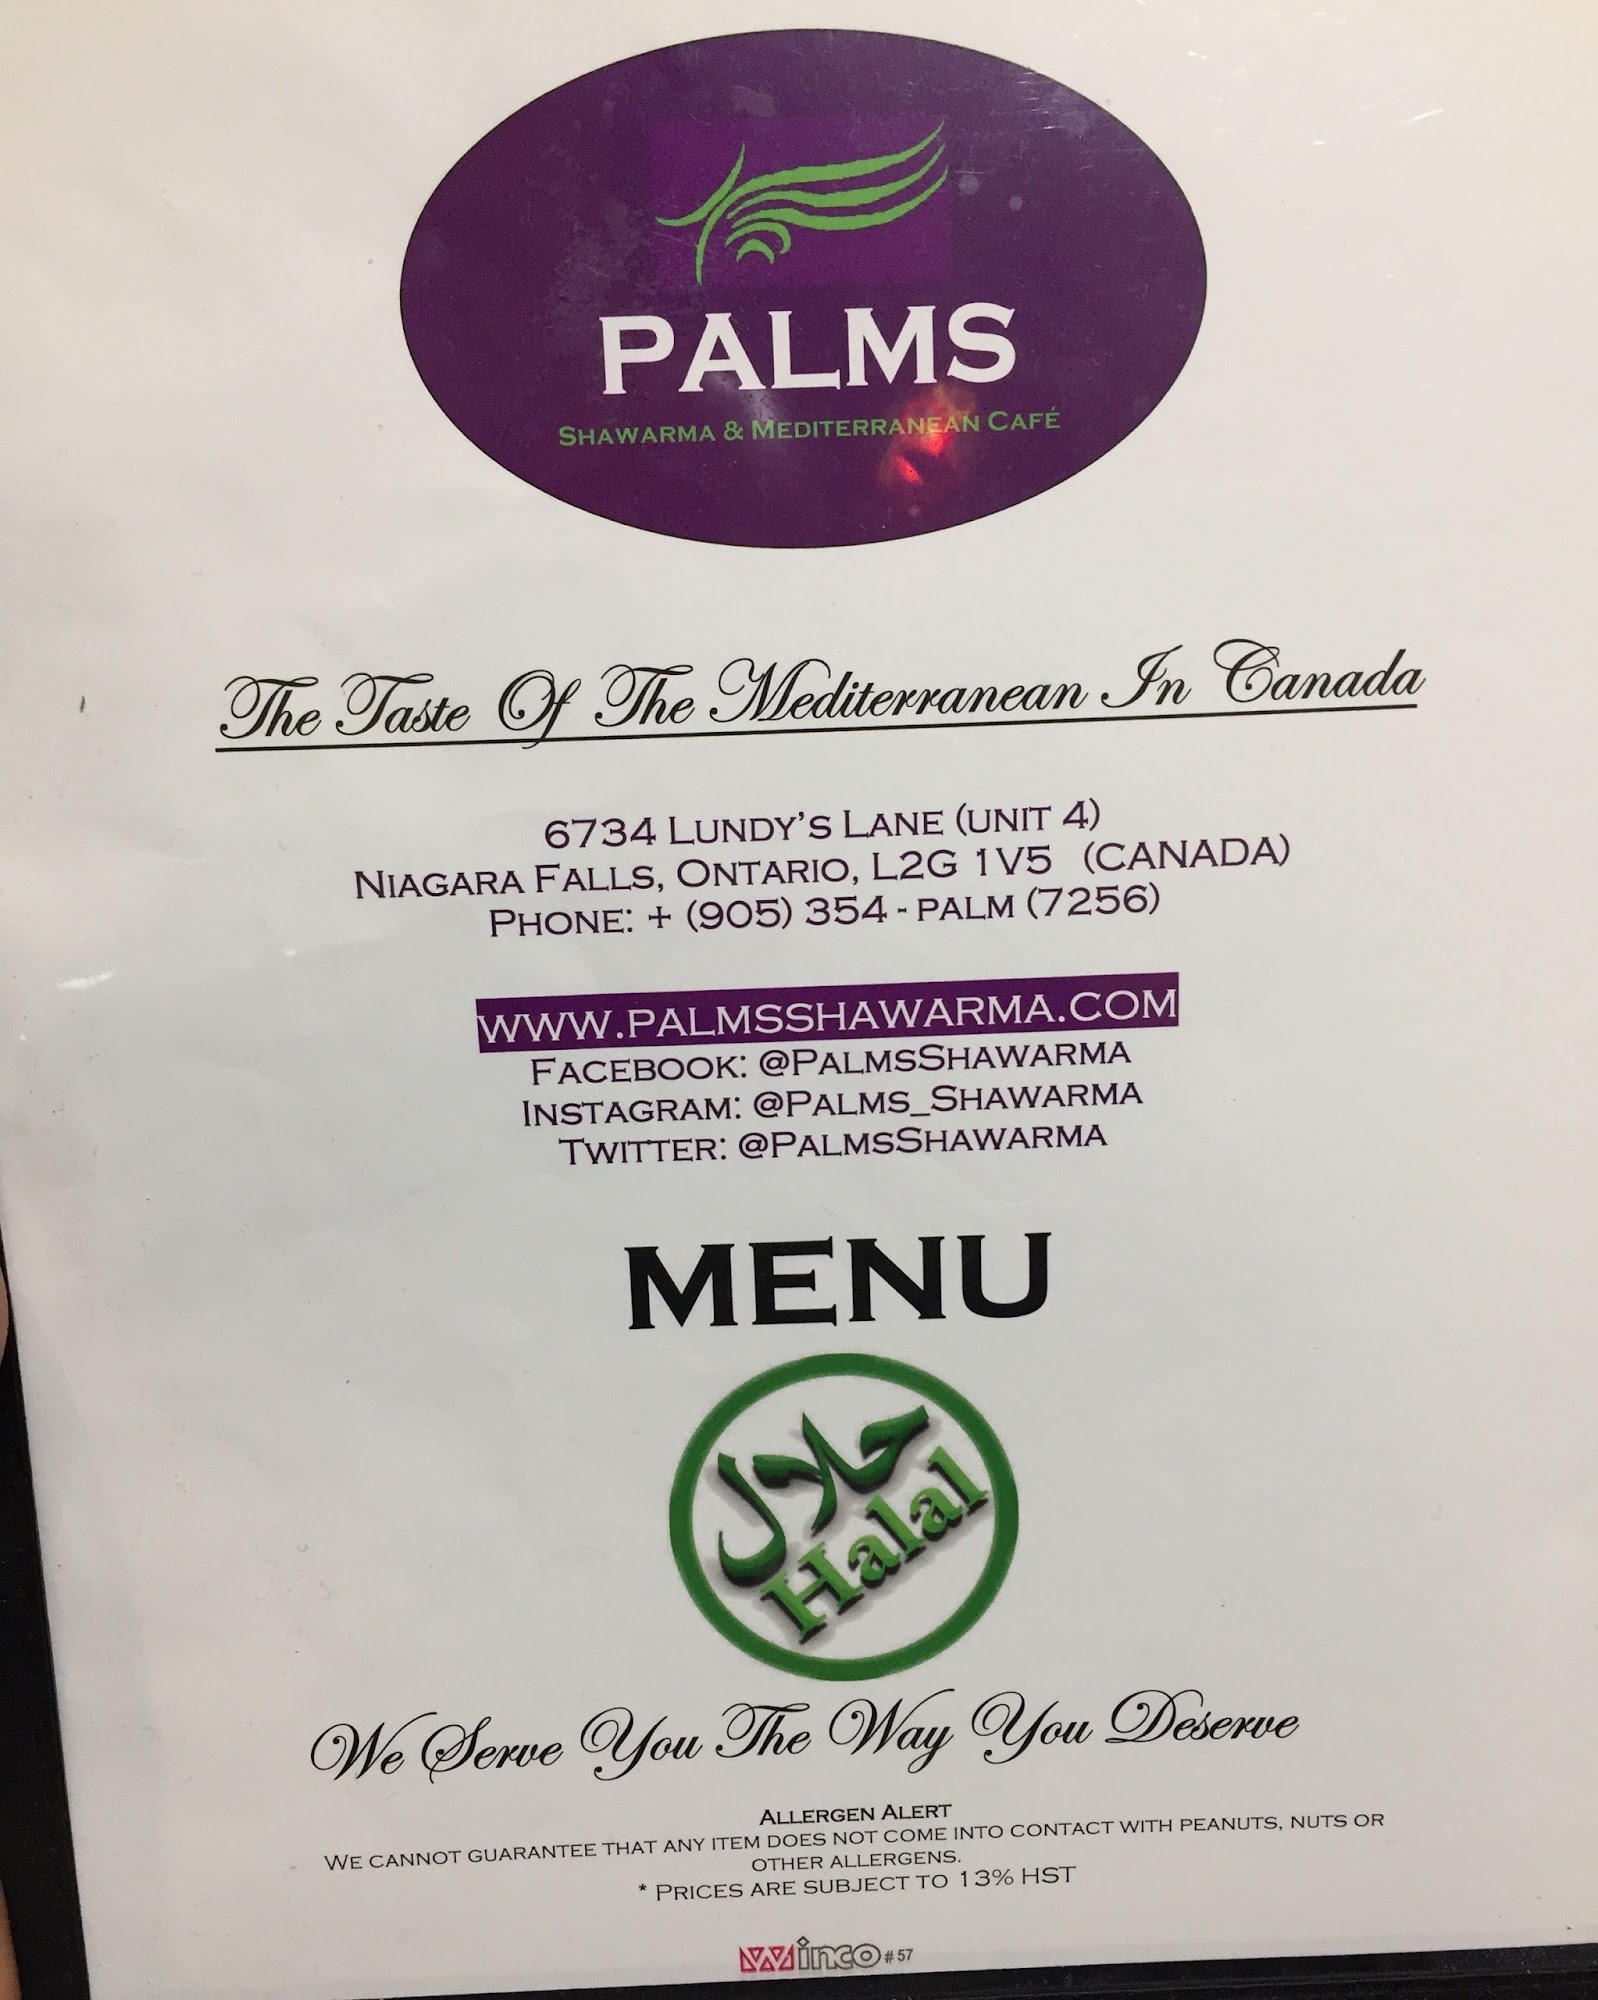 PALMS
SHAWARMA & MEDITERRANEAN CAFÉ
The Taste Of The Mediterranean In Canada
6734 LUNDY'S LANE (UNIT 4)
NIAGARA FALLS, ONTARIO, L2G 1V5 (CANADA)
PHONE: + (905) 354 - PALM (7256)
WWW.PALMSSHAWARMA.COM
FACEBOOK: @PALMSSHAWARMA
INSTAGRAM: @PALMS_SHAWARMA
TWITTER: @PALMSSHAWARMA
MENU
حلال
Halal
We Serve You The Way You Deserve
ALLERGEN ALERT
WE CANNOT GUARANTEE THAT ANY ITEM DOES NOT COME INTO CONTACT WITH PEANUTS, NUTS OR
OTHER ALLERGENS.
* PRICES ARE SUBJECT TO 13% HST
Winco # 57